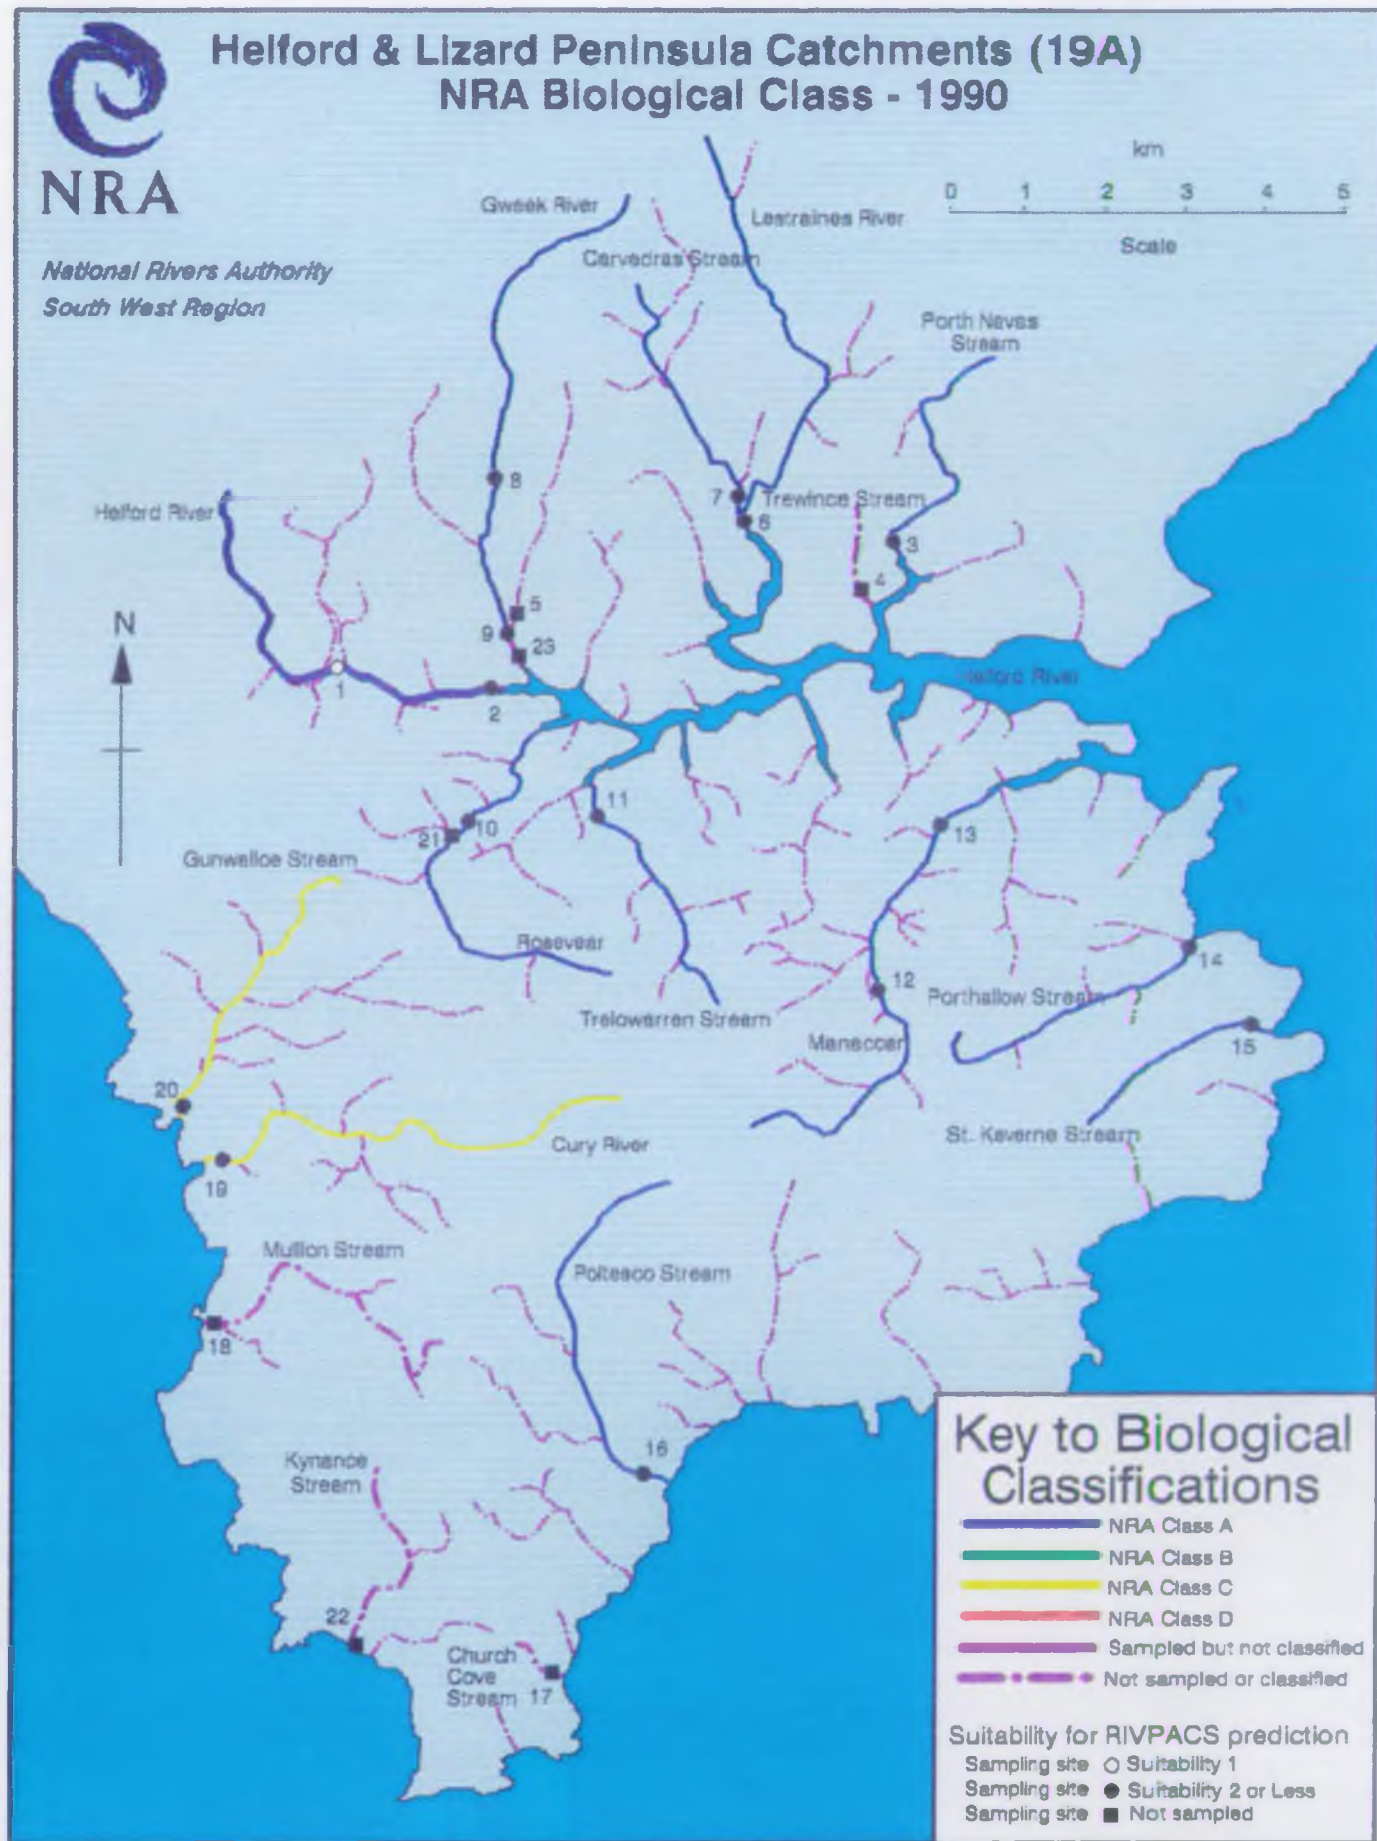 Helford & Lizard Peninsula Catchments (19A)
NRA Biological Class - 1990
NRA
National Rivers Authority
South West Region
km
0 1 2 3 4 5
Scale
Gweek River
Lestraines River
Carvedras Stream
Porth Navas
Stream
Helford River
8
7
Trewince Stream
6
3
4
5
9
23
N
1
2
Helford River
11
10
21
13
Gunwalloe Stream
Rosevear
14
12
Porthallow Stream
Trelowarren Stream
Manaccan
15
20
St. Keverne Stream
Cury River
19
Mullion Stream
Poltesco Stream
18
16
Kynance
Stream
22
Church
Cove
Stream 17
Key to Biological
Classifications
NRA Class A
NRA Class B
NRA Class C
NRA Class D
Sampled but not classified
Not sampled or classified
Suitability for RIVPACS prediction
Sampling site Suitability 1
Sampling site Suitability 2 or Less
Sampling site Not sampled